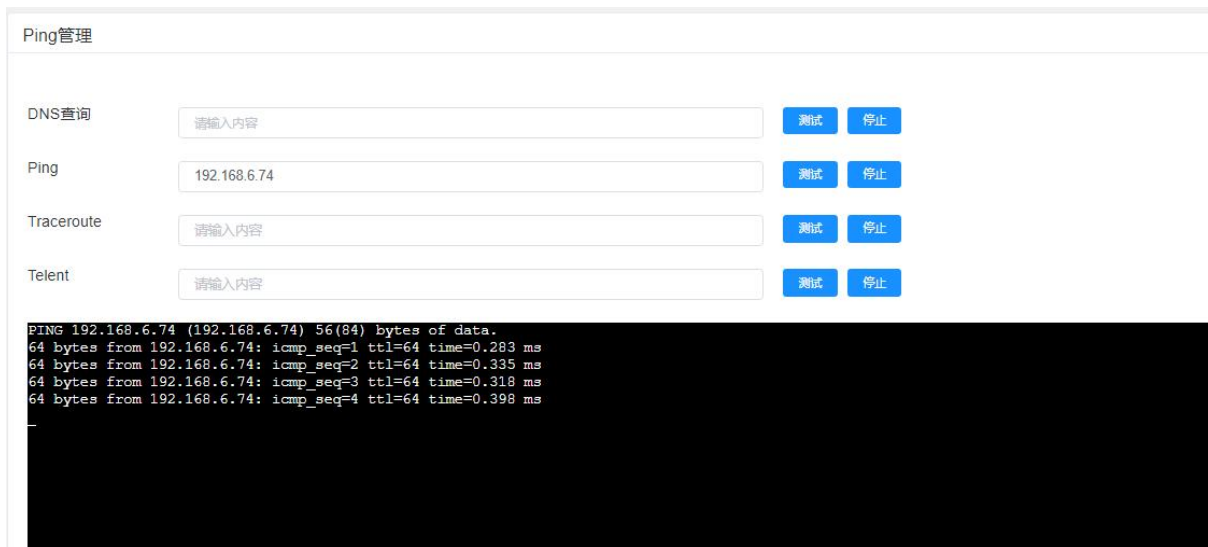 Ping管理
DNS查询 请输入内容 测试 停止
Ping 192.168.6.74 测试 停止
Traceroute 请输入内容 测试 停止
Telent 请输入内容 测试 停止
PING 192.168.6.74 (192.168.6.74) 56(84) bytes of data.
64 bytes from 192.168.6.74: icmp_seq=1 ttl=64 time=0.283 ms
64 bytes from 192.168.6.74: icmp_seq=2 ttl=64 time=0.335 ms
64 bytes from 192.168.6.74: icmp_seq=3 ttl=64 time=0.318 ms
64 bytes from 192.168.6.74: icmp_seq=4 ttl=64 time=0.398 ms